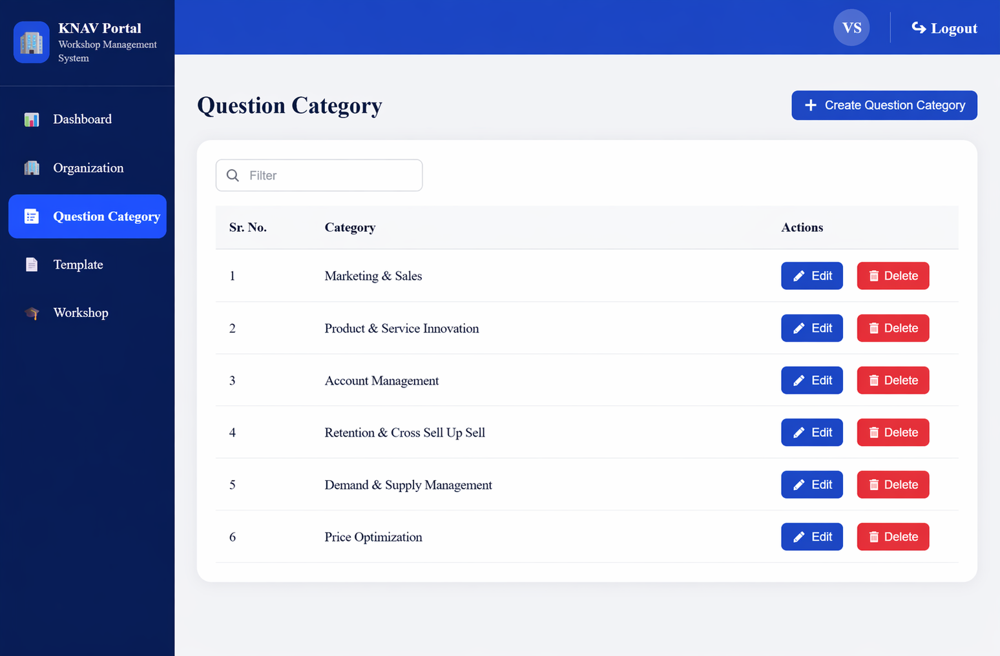 KNAV Portal
Workshop Management
System
VS
Logout
Dashboard
Organization
Question Category
Template
Workshop
Question Category
Create Question Category
Filter
Sr. No. Category Actions
1 Marketing & Sales Edit Delete
2 Product & Service Innovation Edit Delete
3 Account Management Edit Delete
4 Retention & Cross Sell Up Sell Edit Delete
5 Demand & Supply Management Edit Delete
6 Price Optimization Edit Delete